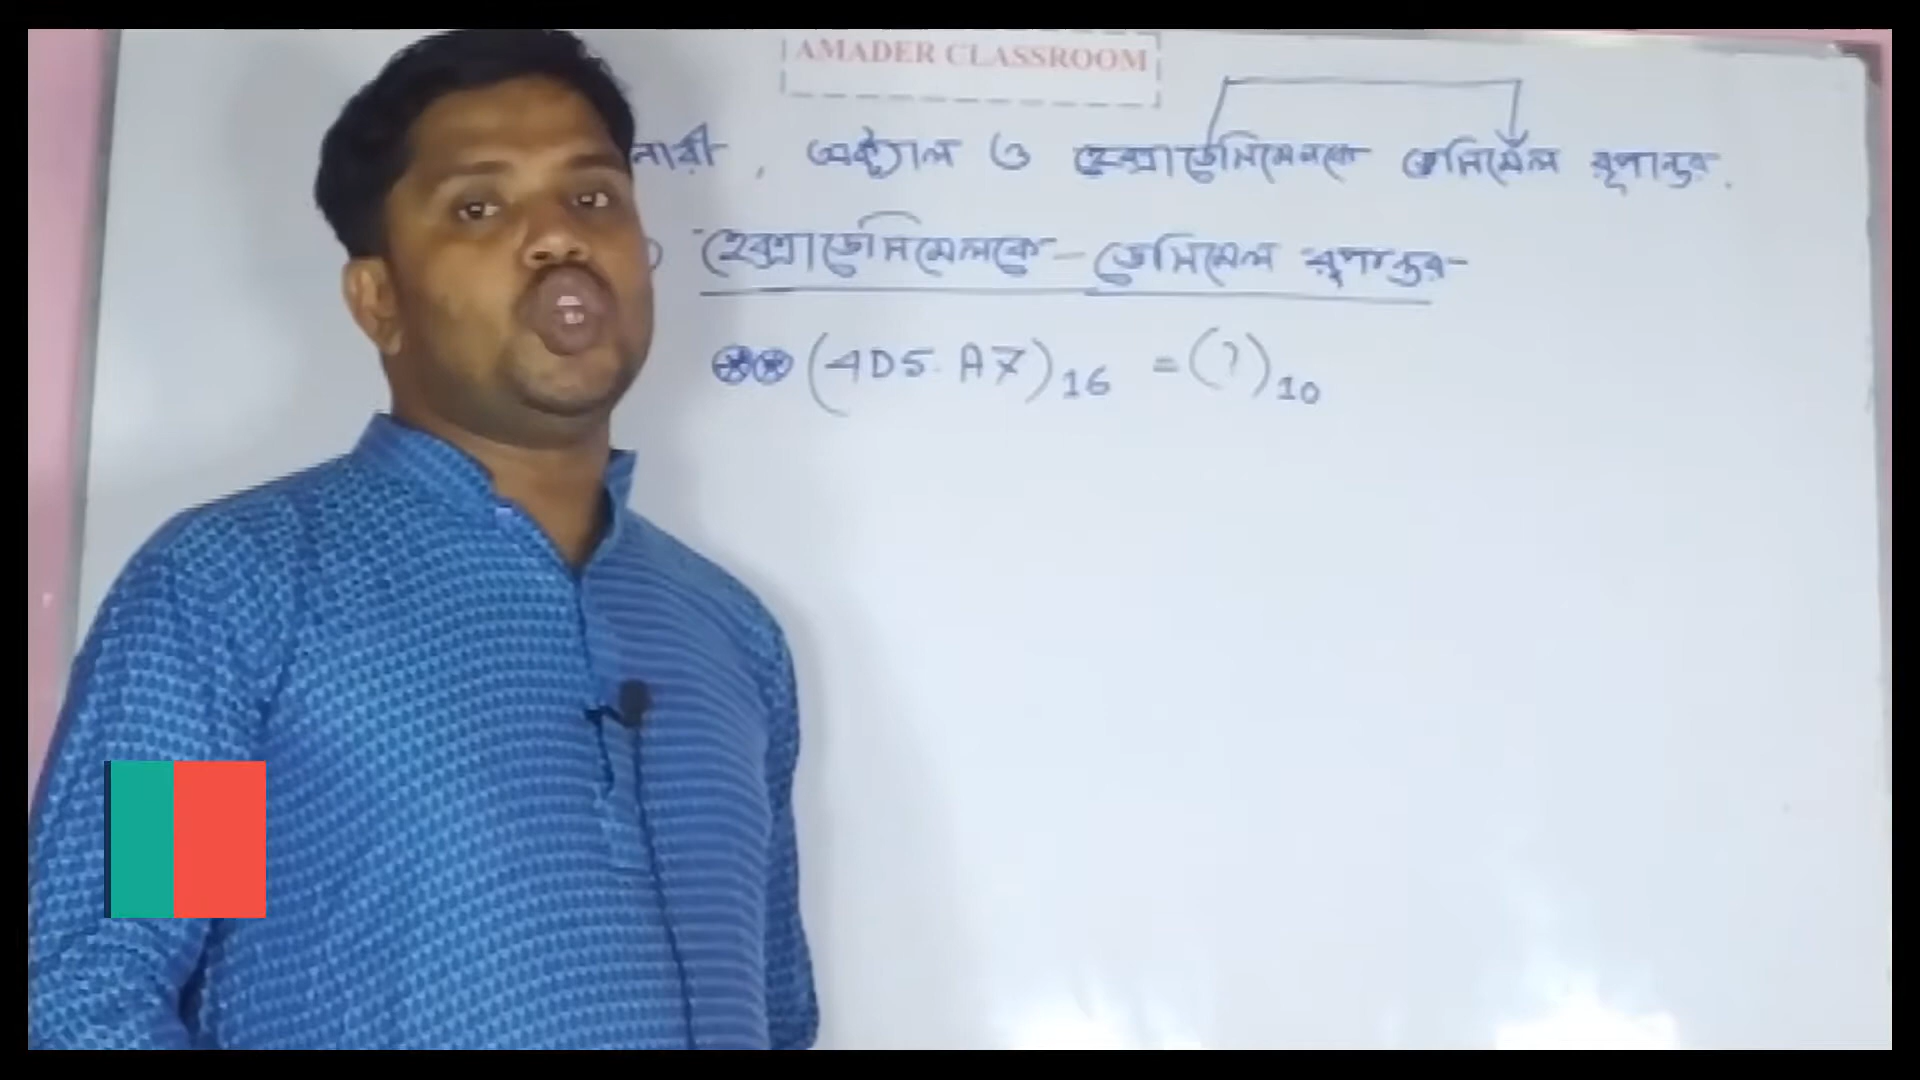 AMADER CLASSROOM
নারী , অক্ট্যাল ও হেক্সাডেসিমেলকে ডেসিমেল রূপান্তর .
হেক্সাডেসিমেলকে - ডেসিমেল রূপান্তর-
(4D5.A7)16 = (?)10